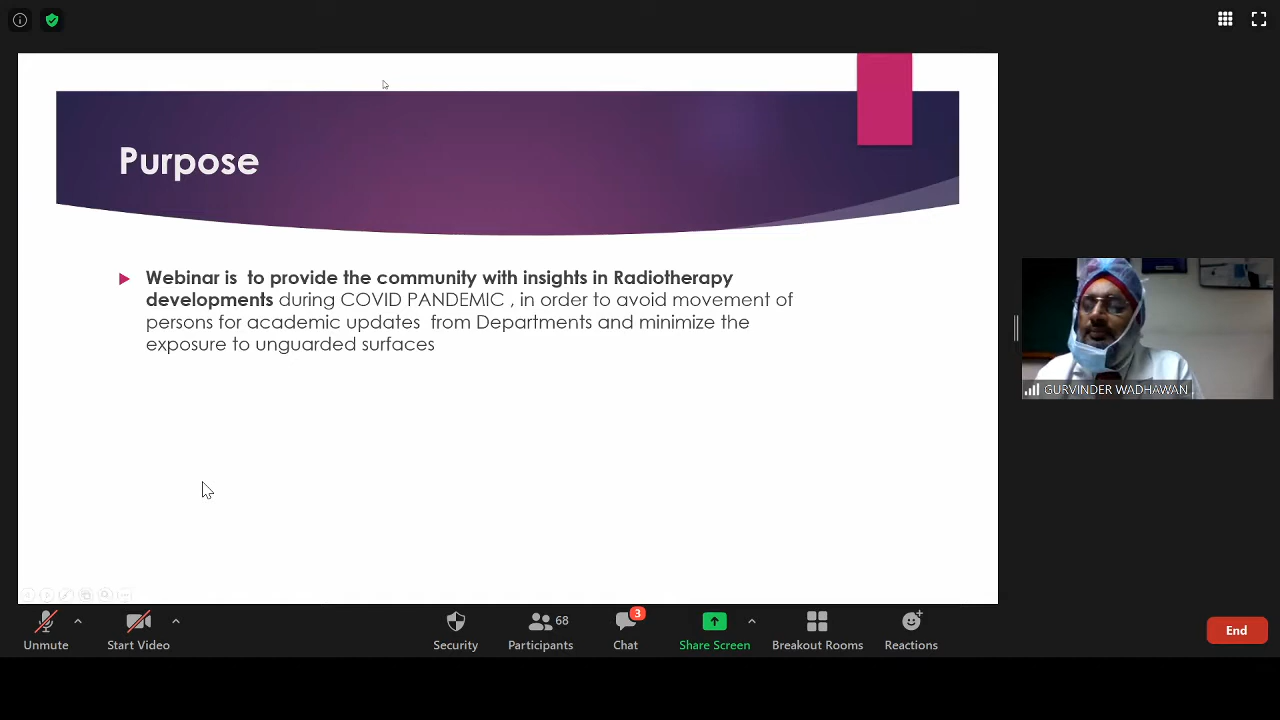 Purpose
Webinar is  to provide the community with insights in Radiotherapy
developments during COVID PANDEMIC , in order to avoid movement of
persons for academic updates  from Departments and minimize the
exposure to unguarded surfaces
GURVINDER WADHAWAN
Unmute
Start Video
Security
68
Participants
3
Chat
Share Screen
Breakout Rooms
Reactions
End